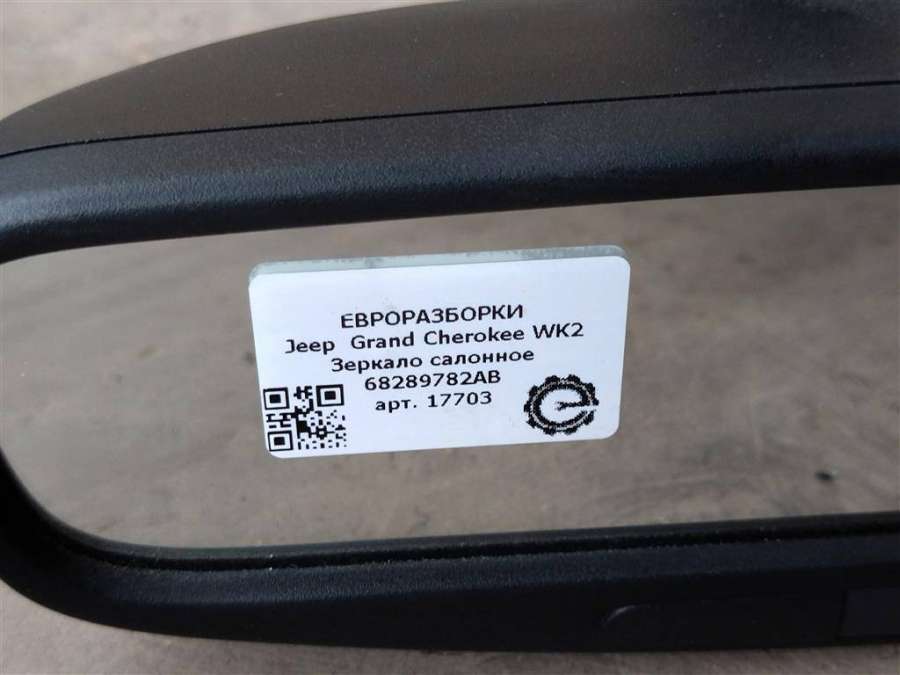 ЕВРОРАЗБОРКИ
Jeep Grand Cherokee WK2
Зеркало салонное
68289782AB
арт. 17703